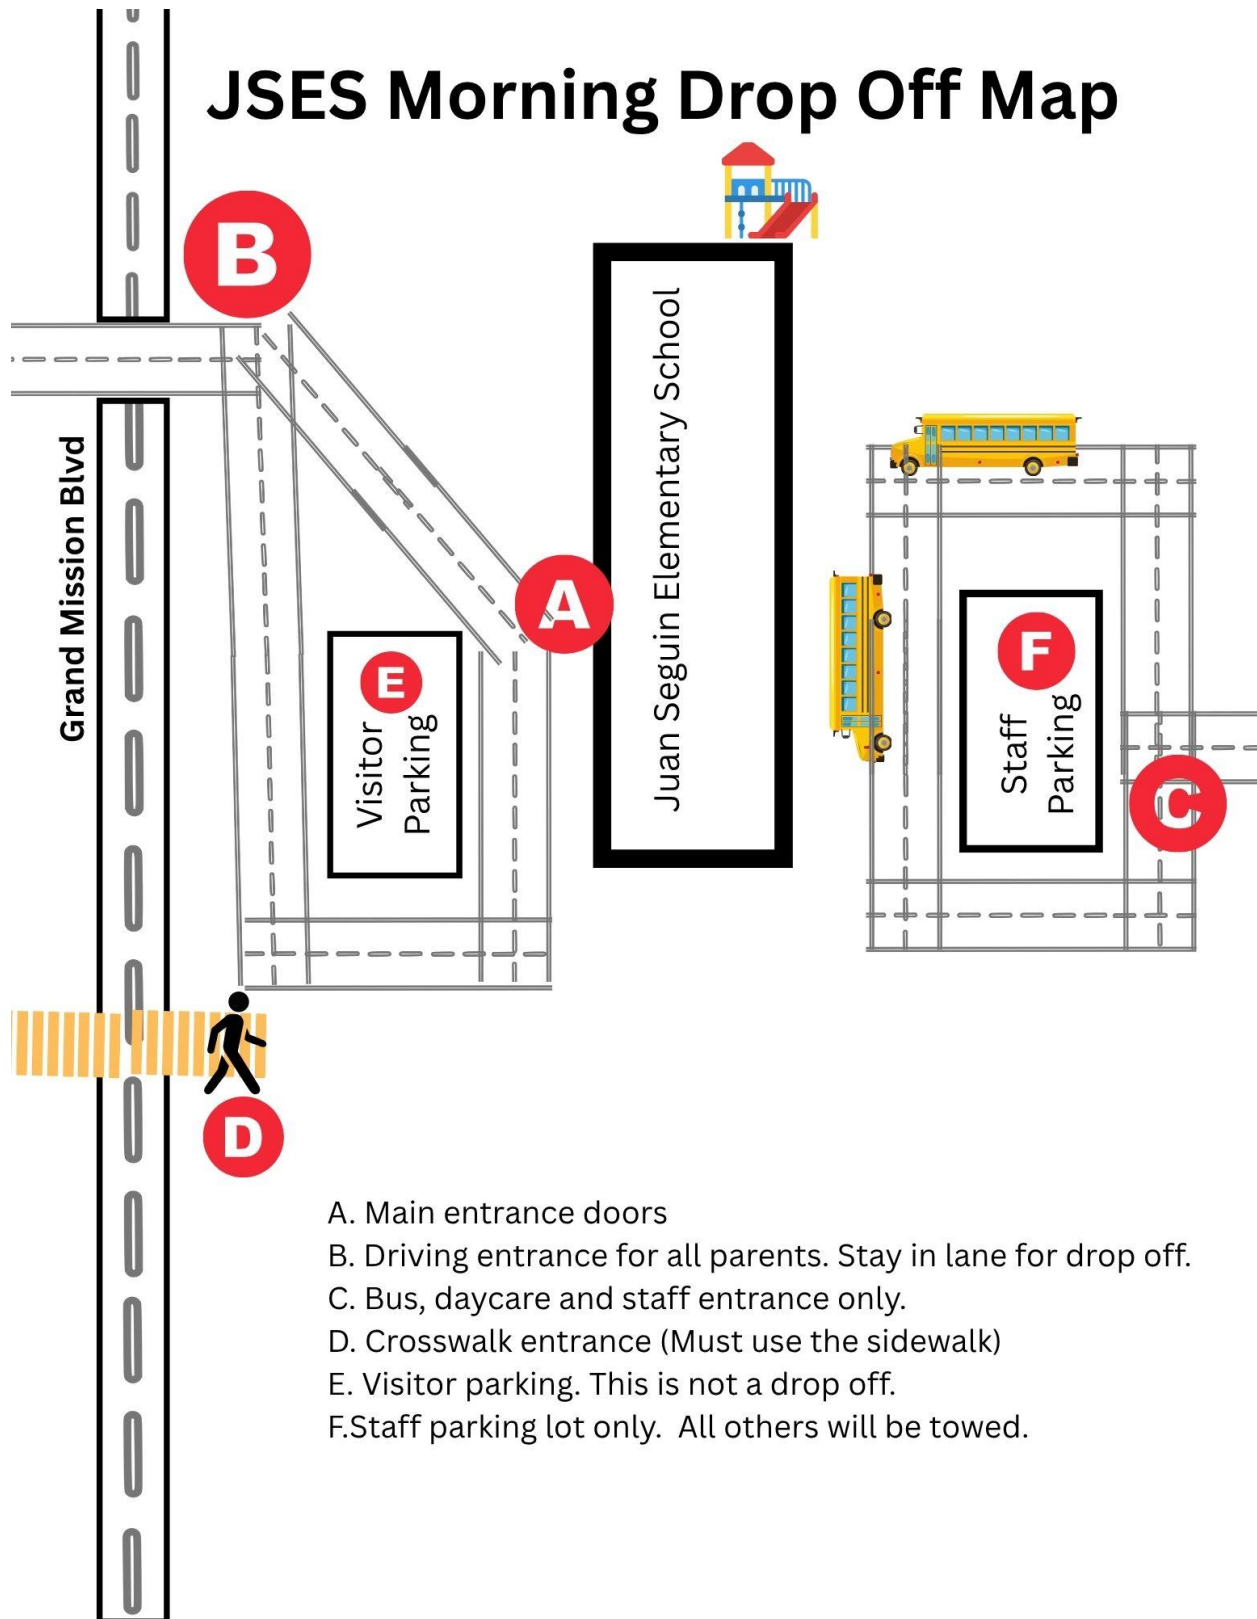 JSES Morning Drop Off Map
B
Grand Mission Blvd
Juan Seguin Elementary School
A
E
Visitor
Parking
F
Staff
Parking
C
D
A. Main entrance doors
B. Driving entrance for all parents. Stay in lane for drop off.
C. Bus, daycare and staff entrance only.
D. Crosswalk entrance (Must use the sidewalk)
E. Visitor parking. This is not a drop off.
F.Staff parking lot only.  All others will be towed.